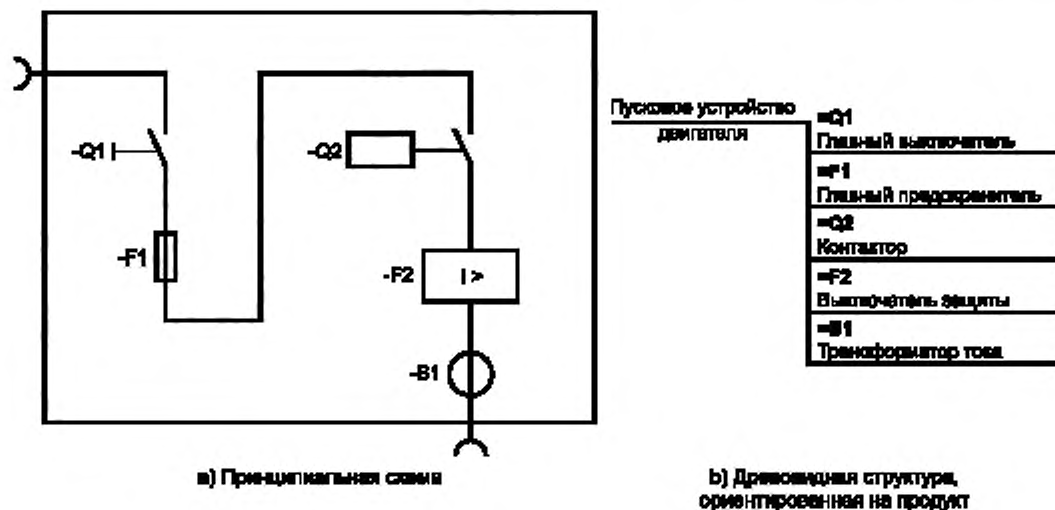 -Q1
-F1
-Q2
-F2
I >
-B1
a) Принципиальная схема
Пусковое устройство
двигателя
=Q1
Главный выключатель
=F1
Главный предохранитель
=Q2
Контактор
=F2
Выключатель защиты
=B1
Трансформатор тока
b) Древовидная структура,
ориентированная на продукт